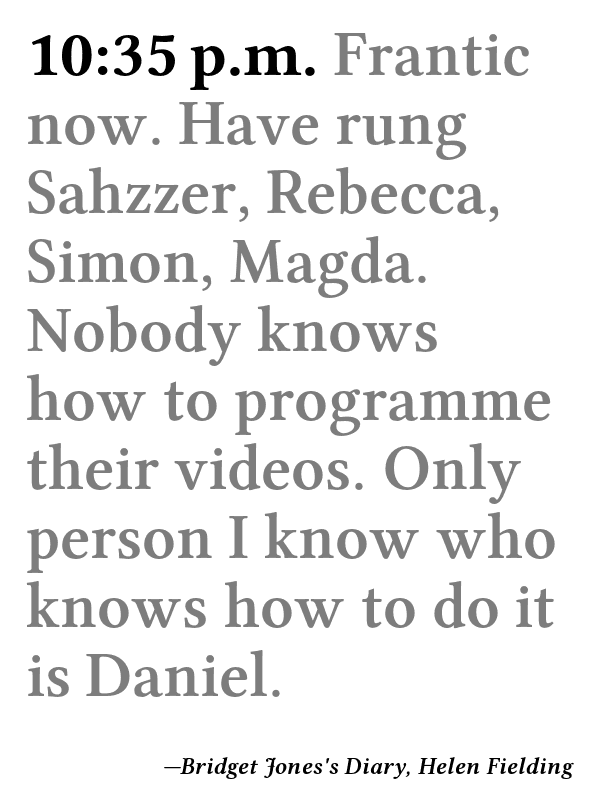 10:35 p.m. Frantic
now. Have rung
Sahzzer, Rebecca,
Simon, Magda.
Nobody knows
how to programme
their videos. Only
person I know who
knows how to do it
is Daniel.
—Bridget Jones's Diary, Helen Fielding